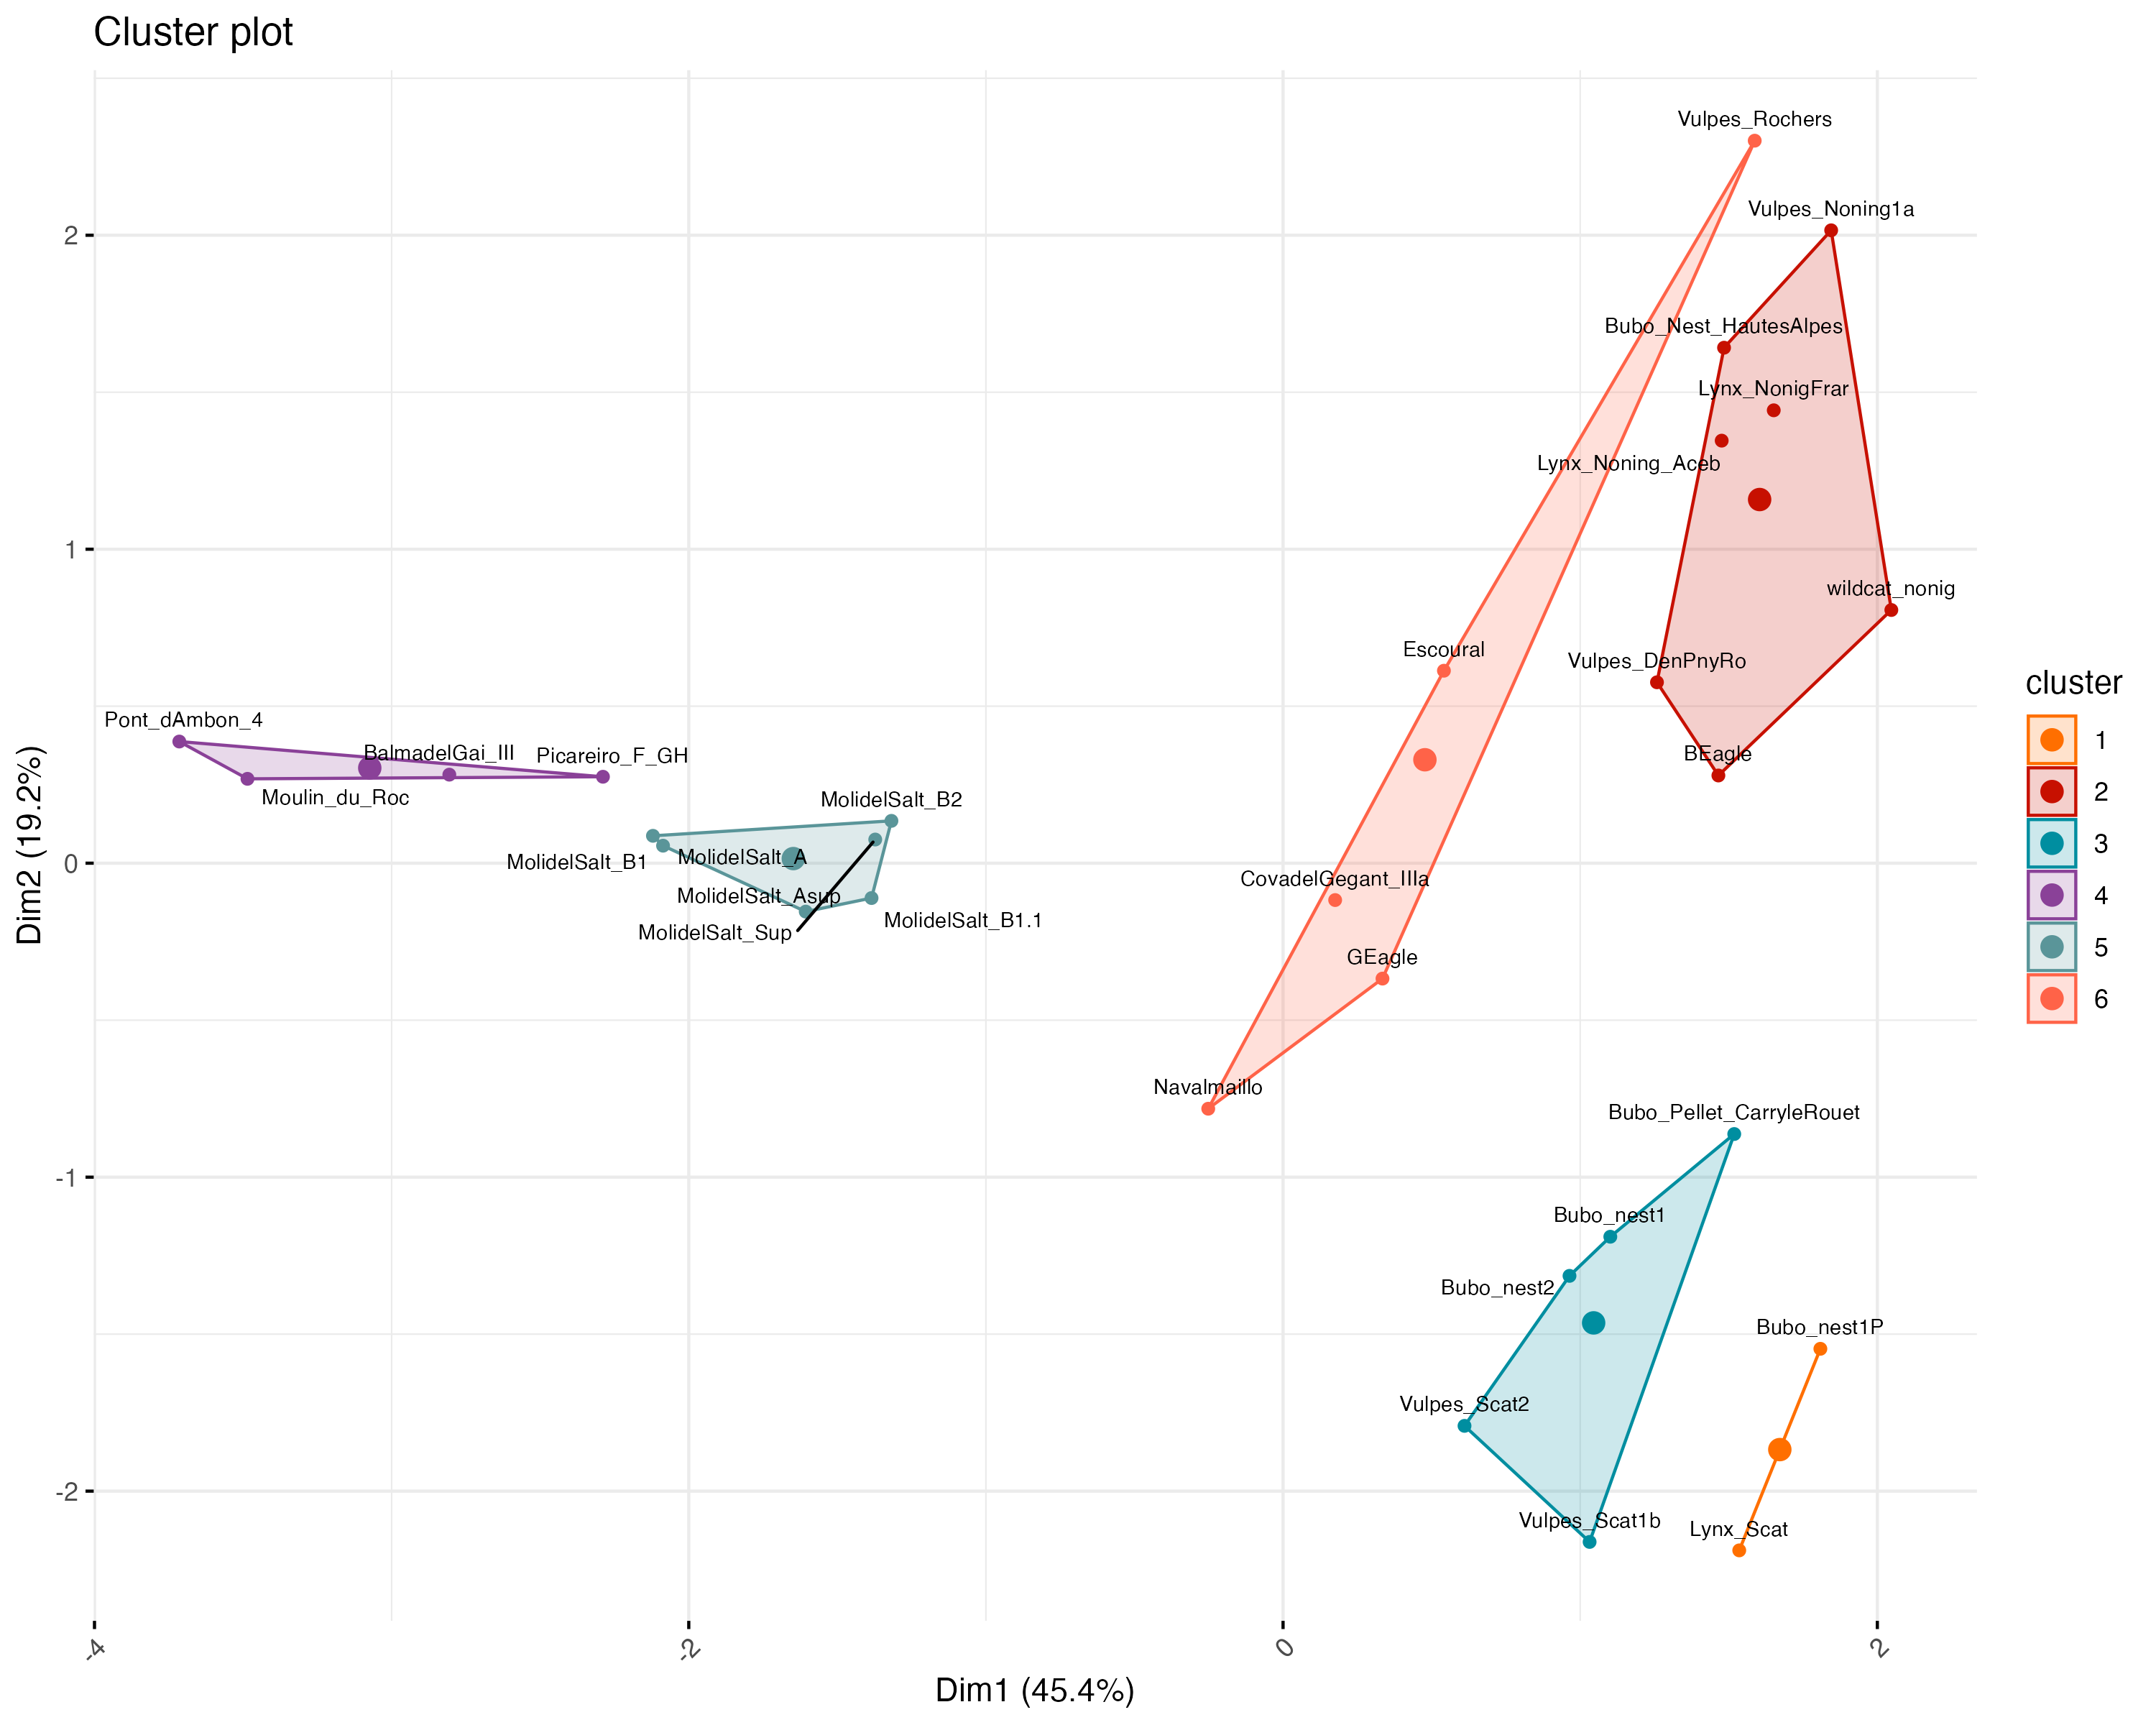 Cluster plot
Vulpes_Rochers
Vulpes_Noning1a
Bubo_Nest_HautesAlpes
Lynx_NonigFrar
Lynx_Noning_Aceb
wildcat_nonig
Escoural
Vulpes_DenPnyRo
BEagle
Pont_dAmbon_4
BalmadelGai_III
Picareiro_F_GH
Moulin_du_Roc
MolidelSalt_B2
MolidelSalt_B1
MolidelSalt_A
MolidelSalt_Asup
MolidelSalt_Sup
MolidelSalt_B1.1
CovadelGegant_IIIa
GEagle
Navalmaillo
Bubo_Pellet_CarryleRouet
Bubo_nest1
Bubo_nest2
Bubo_nest1P
Vulpes_Scat2
Vulpes_Scat1b
Lynx_Scat
2
1
0
-1
-2
Dim2 (19.2%)
-4
-2
0
2
Dim1 (45.4%)
cluster
1
2
3
4
5
6